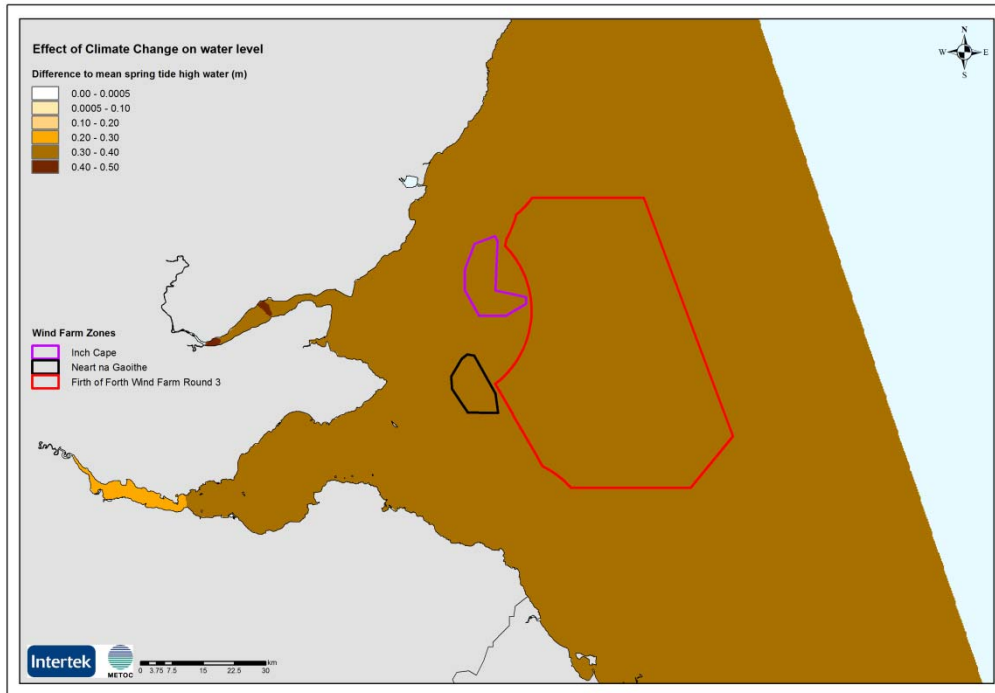 Effect of Climate Change on water level
Difference to mean spring tide high water (m)
0.00 - 0.0005
0.0005 - 0.10
0.10 - 0.20
0.20 - 0.30
0.30 - 0.40
0.40 - 0.50
N
W
E
S
Wind Farm Zones
Inch Cape
Neart na Gaoithe
Firth of Forth Wind Farm Round 3
Intertek
METOC
km
0 3.75 7.5 15 22.5 30